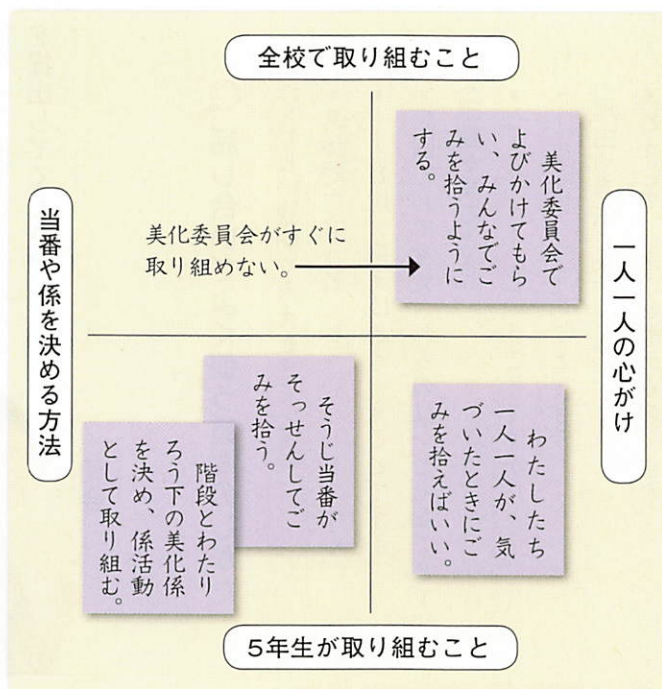 全校で取り組むこと
美化委員会で
よびかけてもら
い、みんなでご
みを拾うように
する。
美化委員会がすぐに
取り組めない。
当番や係を決める方法
一人一人の心がけ
そうじ当番が
そっせんしてご
みを拾う。
階段とわたり
ろう下の美化係
を決め、係活動
として取り組む。
わたしたち
一人一人が、気
づいたときにご
みを拾えばいい。
5年生が取り組むこと